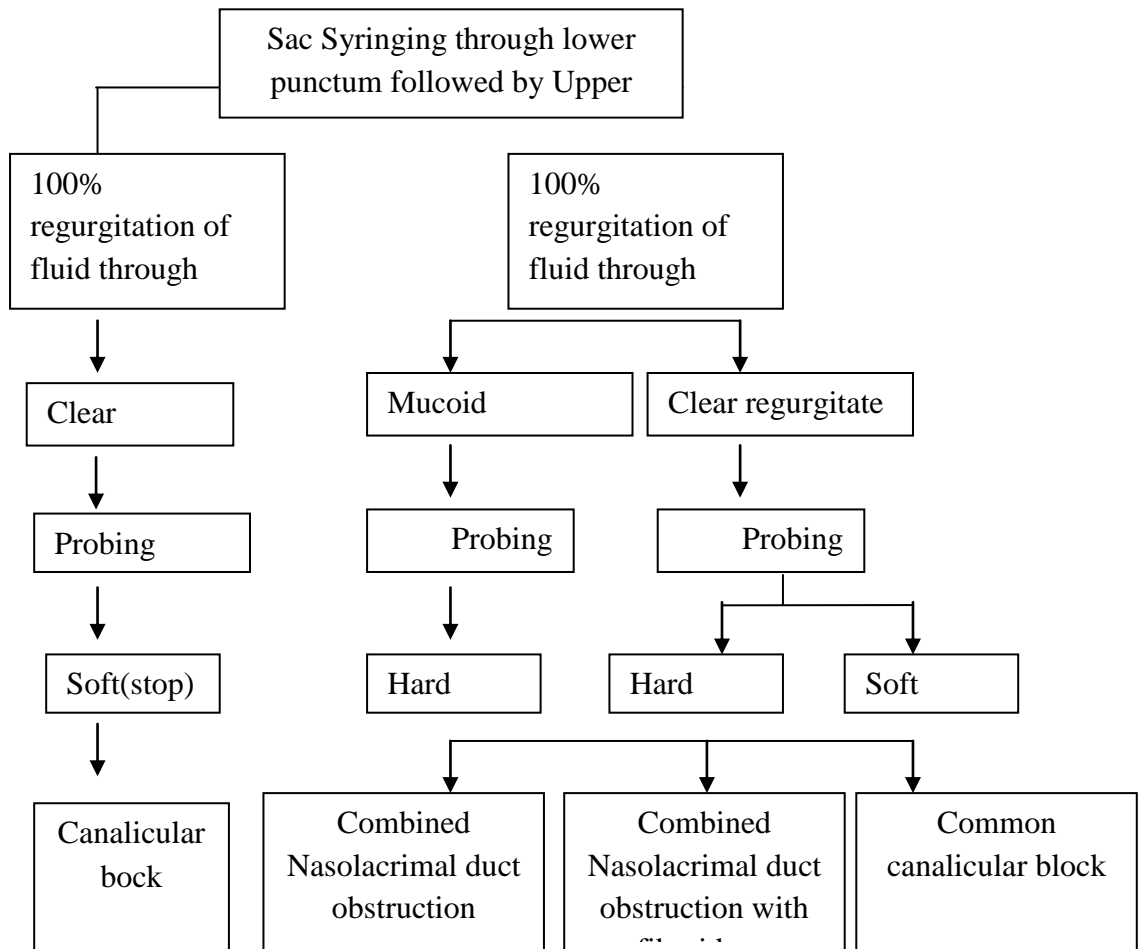 Sac Syringing through lower
punctum followed by Upper
100%
regurgitation of
fluid through
100%
regurgitation of
fluid through
Clear
Mucoid
Clear regurgitate
Probing
Probing
Probing
Soft(stop)
Hard
Hard
Soft
Canalicular
bock
Combined
Nasolacrimal duct
obstruction
Combined
Nasolacrimal duct
obstruction with
Common
canalicular block